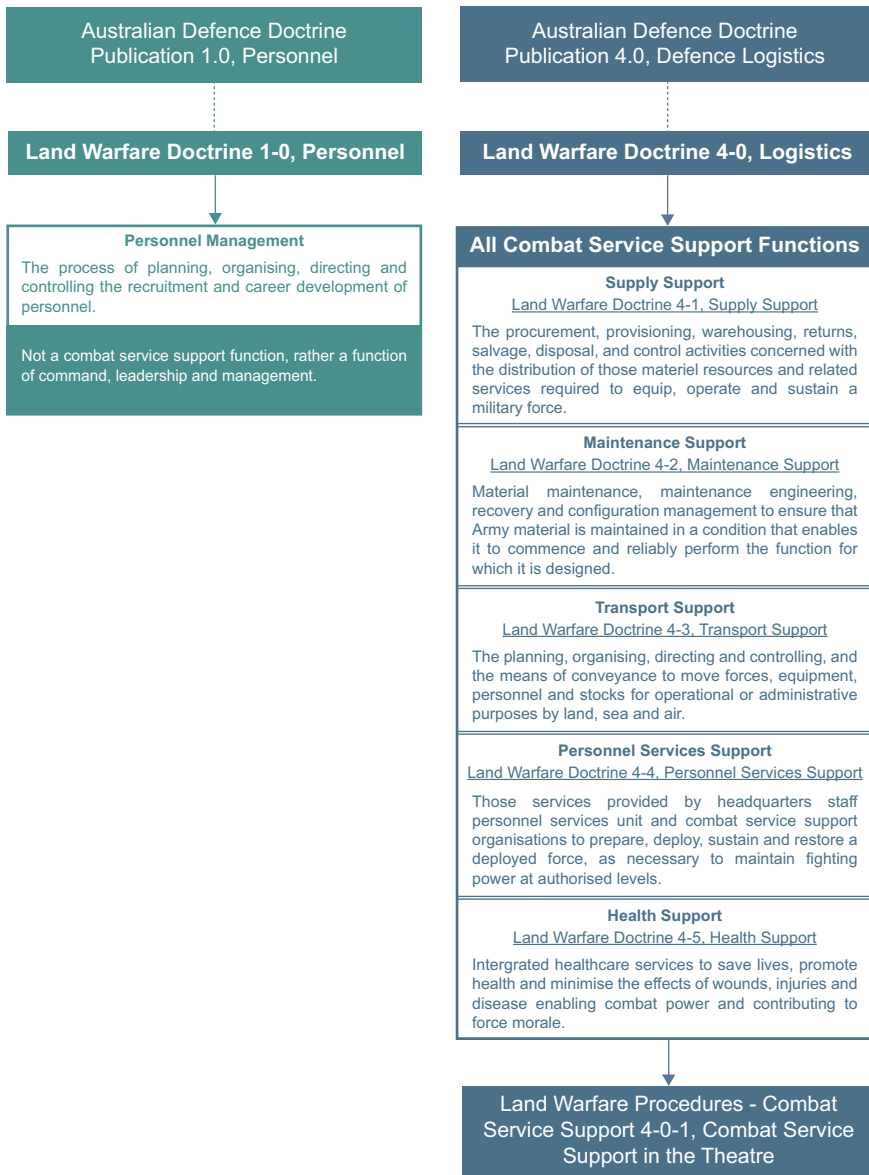 Australian Defence Doctrine
Publication 1.0, Personnel
Land Warfare Doctrine 1-0, Personnel
Personnel Management
The process of planning, organising, directing and
controlling the recruitment and career development of
personnel.
Not a combat service support function, rather a function
of command, leadership and management.
Australian Defence Doctrine
Publication 4.0, Defence Logistics
Land Warfare Doctrine 4-0, Logistics
All Combat Service Support Functions
Supply Support
Land Warfare Doctrine 4-1, Supply Support
The procurement, provisioning, warehousing, returns,
salvage, disposal, and control activities concerned with
the distribution of those materiel resources and related
services required to equip, operate and sustain a
military force.
Maintenance Support
Land Warfare Doctrine 4-2, Maintenance Support
Material maintenance, maintenance engineering,
recovery and configuration management to ensure that
Army material is maintained in a condition that enables
it to commence and reliably perform the function for
which it is designed.
Transport Support
Land Warfare Doctrine 4-3, Transport Support
The planning, organising, directing and controlling, and
the means of conveyance to move forces, equipment,
personnel and stocks for operational or administrative
purposes by land, sea and air.
Personnel Services Support
Land Warfare Doctrine 4-4, Personnel Services Support
Those services provided by headquarters staff
personnel services unit and combat service support
organisations to prepare, deploy, sustain and restore a
deployed force, as necessary to maintain fighting
power at authorised levels.
Health Support
Land Warfare Doctrine 4-5, Health Support
Intergrated healthcare services to save lives, promote
health and minimise the effects of wounds, injuries and
disease enabling combat power and contributing to
force morale.
Land Warfare Procedures - Combat
Service Support 4-0-1, Combat Service
Support in the Theatre